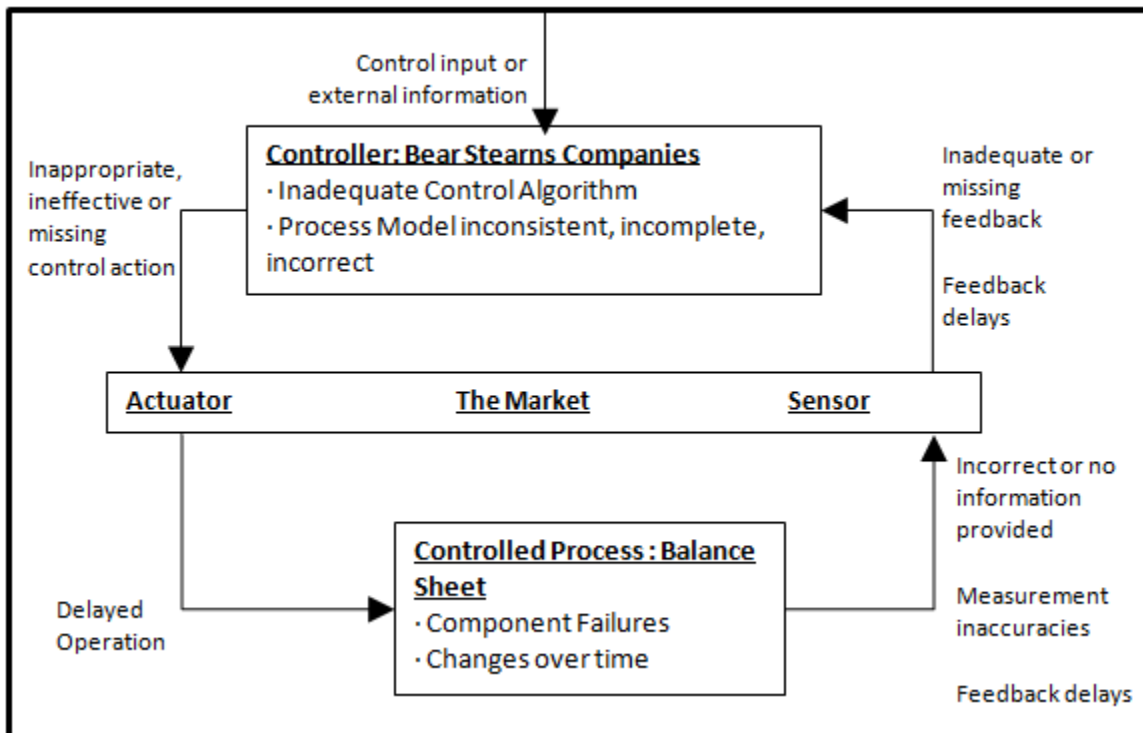 Control input or
external information
Controller: Bear Stearns Companies
· Inadequate Control Algorithm
· Process Model inconsistent, incomplete,
incorrect
Inappropriate,
ineffective or
missing
control action
Inadequate or
missing
feedback
Feedback
delays
Actuator The Market Sensor
Delayed
Operation
Controlled Process : Balance
Sheet
· Component Failures
· Changes over time
Incorrect or no
information
provided
Measurement
inaccuracies
Feedback delays